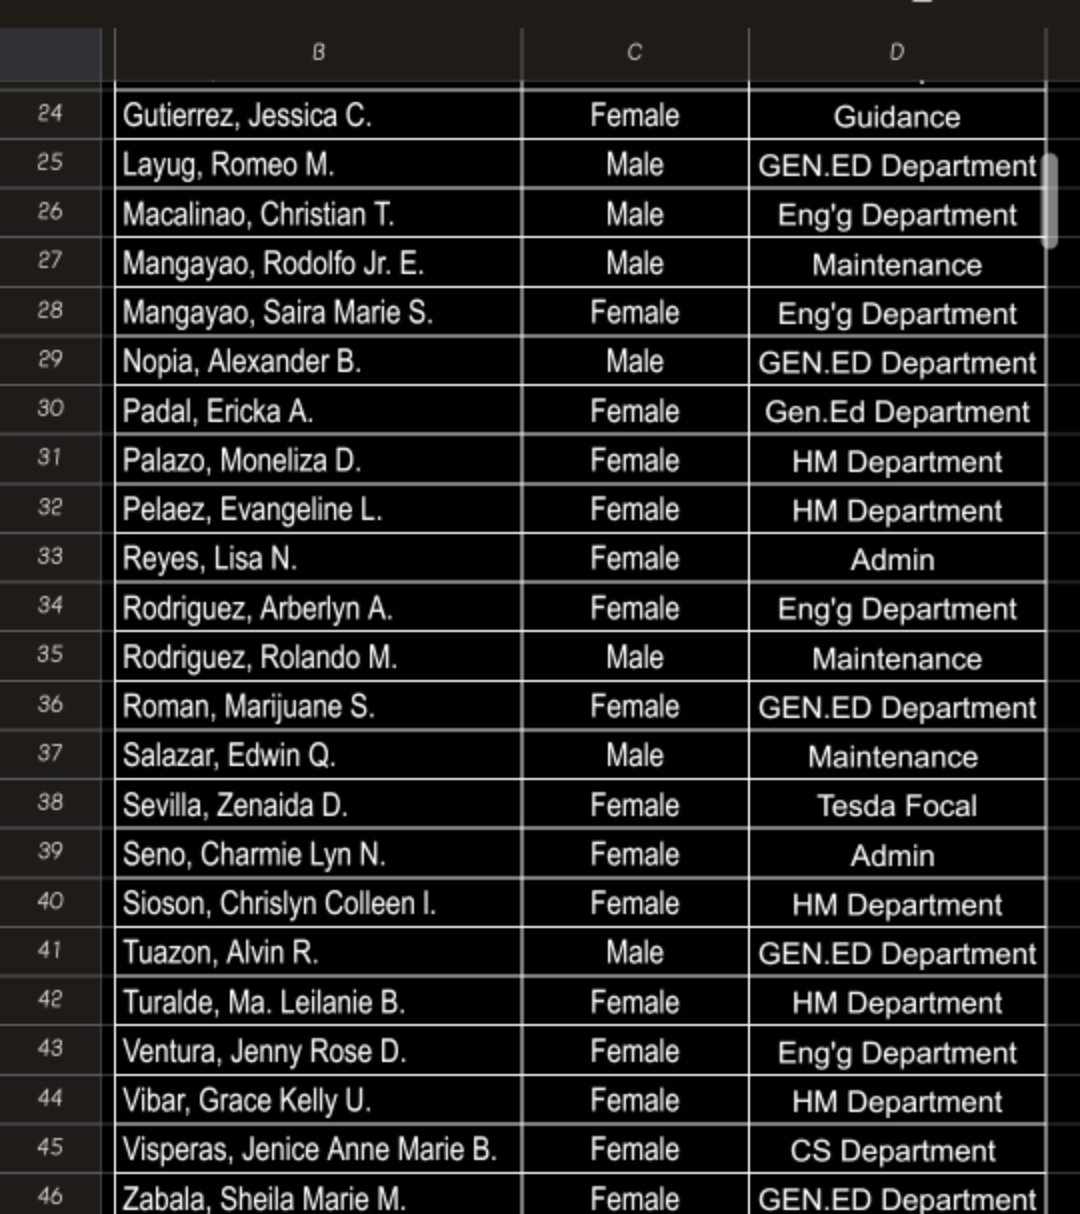 B C D
24 Gutierrez, Jessica C. Female Guidance
25 Layug, Romeo M. Male GEN.ED Department
26 Macalinao, Christian T. Male Eng'g Department
27 Mangayao, Rodolfo Jr. E. Male Maintenance
28 Mangayao, Saira Marie S. Female Eng'g Department
29 Nopia, Alexander B. Male GEN.ED Department
30 Padal, Ericka A. Female Gen.Ed Department
31 Palazo, Moneliza D. Female HM Department
32 Pelaez, Evangeline L. Female HM Department
33 Reyes, Lisa N. Female Admin
34 Rodriguez, Arberlyn A. Female Eng'g Department
35 Rodriguez, Rolando M. Male Maintenance
36 Roman, Marijuane S. Female GEN.ED Department
37 Salazar, Edwin Q. Male Maintenance
38 Sevilla, Zenaida D. Female Tesda Focal
39 Seno, Charmie Lyn N. Female Admin
40 Sioson, Chrislyn Colleen I. Female HM Department
41 Tuazon, Alvin R. Male GEN.ED Department
42 Turalde, Ma. Leilanie B. Female HM Department
43 Ventura, Jenny Rose D. Female Eng'g Department
44 Vibar, Grace Kelly U. Female HM Department
45 Visperas, Jenice Anne Marie B. Female CS Department
46 Zabala, Sheila Marie M. Female GEN.ED Department